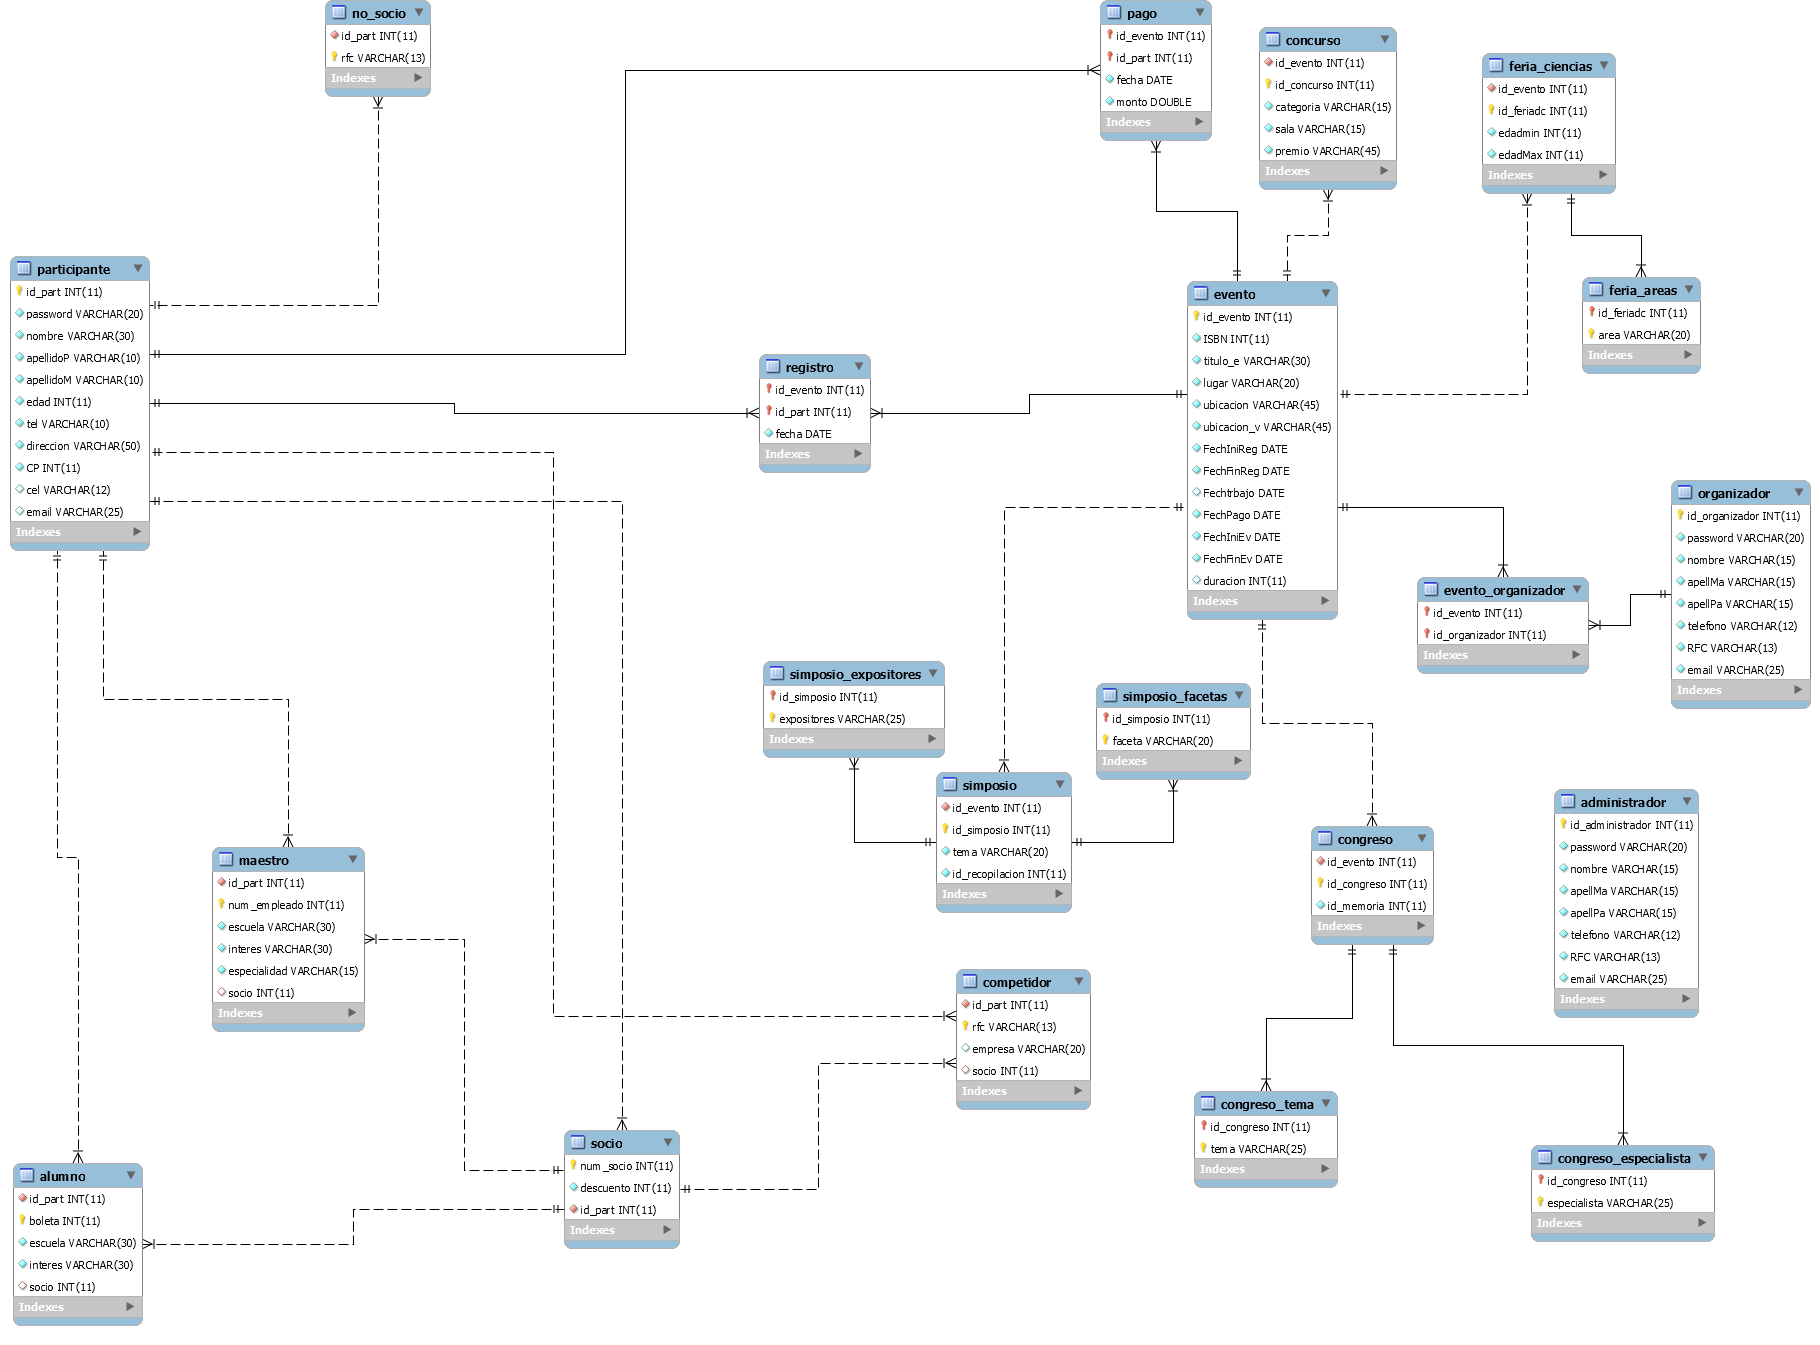 no_socio
id_part INT(11)
rfc VARCHAR(13)
Indexes
pago
id_evento INT(11)
id_part INT(11)
fecha DATE
monto DOUBLE
Indexes
concurso
id_evento INT(11)
id_concurso INT(11)
categoria VARCHAR(15)
sala VARCHAR(15)
premio VARCHAR(45)
Indexes
feria_ciencias
id_evento INT(11)
id_feriadc INT(11)
edadmin INT(11)
edadMax INT(11)
Indexes
participante
id_part INT(11)
password VARCHAR(20)
nombre VARCHAR(30)
apellidoP VARCHAR(10)
apellidoM VARCHAR(10)
edad INT(11)
tel VARCHAR(10)
direccion VARCHAR(50)
CP INT(11)
cel VARCHAR(12)
email VARCHAR(25)
Indexes
registro
id_evento INT(11)
id_part INT(11)
fecha DATE
Indexes
evento
id_evento INT(11)
ISBN INT(11)
titulo_e VARCHAR(30)
lugar VARCHAR(20)
ubicacion VARCHAR(45)
ubicacion_v VARCHAR(45)
FechIniReg DATE
FechFinReg DATE
Fechtrbajo DATE
FechPago DATE
FechIniEv DATE
FechFinEv DATE
duracion INT(11)
Indexes
feria_areas
id_feriadc INT(11)
area VARCHAR(20)
Indexes
organizador
id_organizador INT(11)
password VARCHAR(20)
nombre VARCHAR(15)
apellMa VARCHAR(15)
apellPa VARCHAR(15)
telefono VARCHAR(12)
RFC VARCHAR(13)
email VARCHAR(25)
Indexes
evento_organizador
id_evento INT(11)
id_organizador INT(11)
Indexes
simposio_expositores
id_simposio INT(11)
expositores VARCHAR(25)
Indexes
simposio_facetas
id_simposio INT(11)
faceta VARCHAR(20)
Indexes
simposio
id_evento INT(11)
id_simposio INT(11)
tema VARCHAR(20)
id_recopilacion INT(11)
Indexes
congreso
id_evento INT(11)
id_congreso INT(11)
id_memoria INT(11)
Indexes
administrador
id_administrador INT(11)
password VARCHAR(20)
nombre VARCHAR(15)
apellMa VARCHAR(15)
apellPa VARCHAR(15)
telefono VARCHAR(12)
RFC VARCHAR(13)
email VARCHAR(25)
Indexes
maestro
id_part INT(11)
num_empleado INT(11)
escuela VARCHAR(30)
interes VARCHAR(30)
especialidad VARCHAR(15)
socio INT(11)
Indexes
competidor
id_part INT(11)
rfc VARCHAR(13)
empresa VARCHAR(20)
socio INT(11)
Indexes
congreso_tema
id_congreso INT(11)
tema VARCHAR(25)
Indexes
congreso_especialista
id_congreso INT(11)
especialista VARCHAR(25)
Indexes
socio
num_socio INT(11)
descuento INT(11)
id_part INT(11)
Indexes
alumno
id_part INT(11)
boleta INT(11)
escuela VARCHAR(30)
interes VARCHAR(30)
socio INT(11)
Indexes